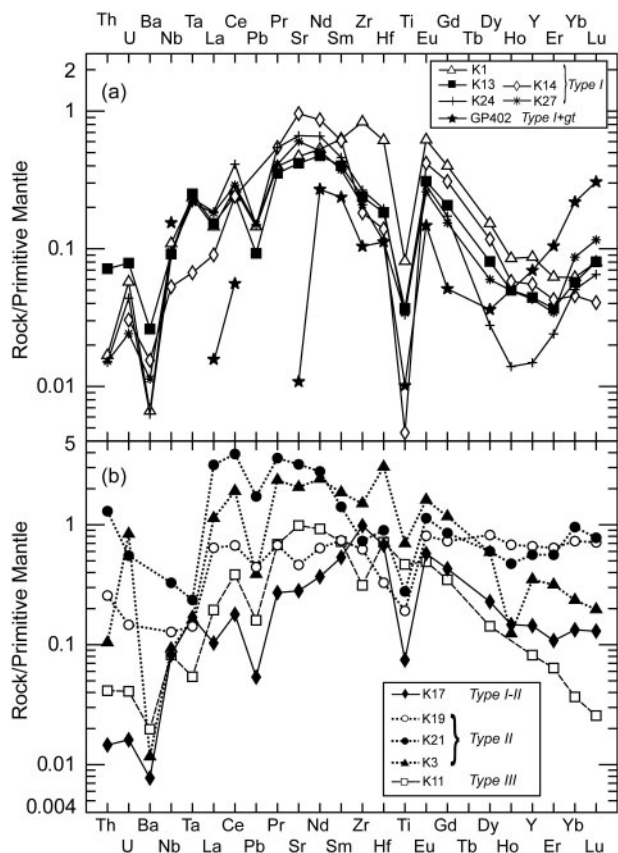 Th Ba Ta Ce Pr Nd Zr Ti Gd Dy Y Yb
U Nb La Pb Sr Sm Hf Eu Tb Ho Er Lu
2
1
0.1
0.01
(a)
Rock/Primitive Mantle
K1
K13 K14 Type I
K24 K27
GP402 Type I+gt
5
1
0.1
0.01
0.004
(b)
Rock/Primitive Mantle
K17 Type I-II
K19
K21 Type II
K3
K11 Type III
Th Ba Ta Ce Pr Nd Zr Ti Gd Dy Y Yb
U Nb La Pb Sr Sm Hf Eu Tb Ho Er Lu